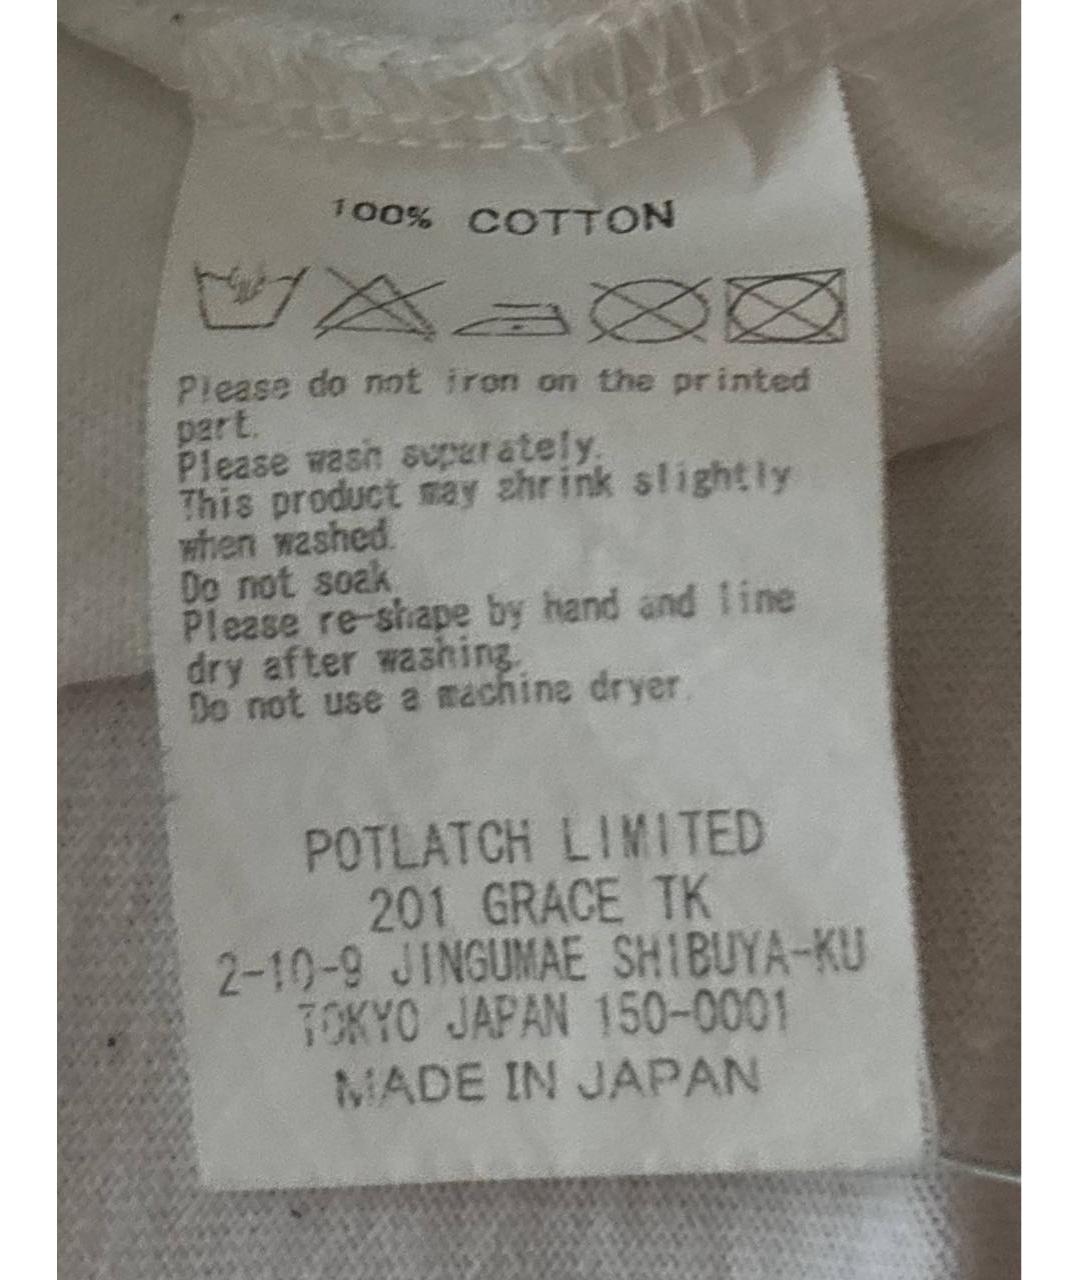 100% COTTON
Please do not iron on the printed
part.
Please wash separately.
This product may shrink slightly
when washed.
Do not soak
Please re-shape by hand and line
dry after washing.
Do not use a machine dryer.
POTLATCH LIMITED
201 GRACE TK
2-10-9 JINGUMAE SHIBUYA-KU
TOKYO JAPAN 150-0001
MADE IN JAPAN